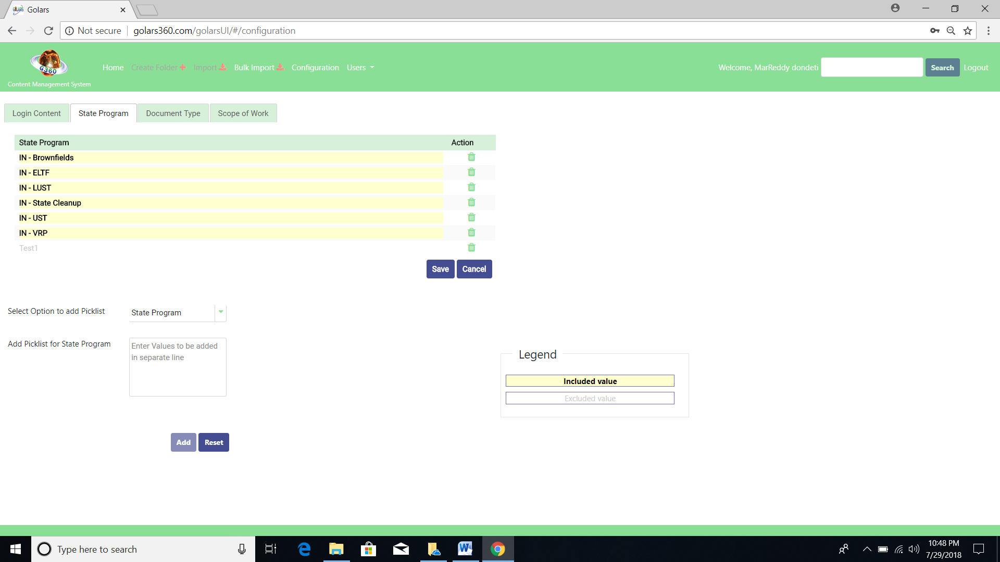 Golars
Not secure golars360.com/golarsUI/#/configuration
G360
Content Management System
Home Create Folder Import Bulk Import Configuration Users
Welcome, MarReddy dondeti Search Logout
Login Content State Program Document Type Scope of Work
State Program Action
IN - Brownfields
IN - ELTF
IN - LUST
IN - State Cleanup
IN - UST
IN - VRP
Test1
Save Cancel
Select Option to add Picklist State Program
Add Picklist for State Program
Enter Values to be added
in separate line
Legend
Included value
Excluded value
Add Reset
Type here to search
10:48 PM
7/29/2018